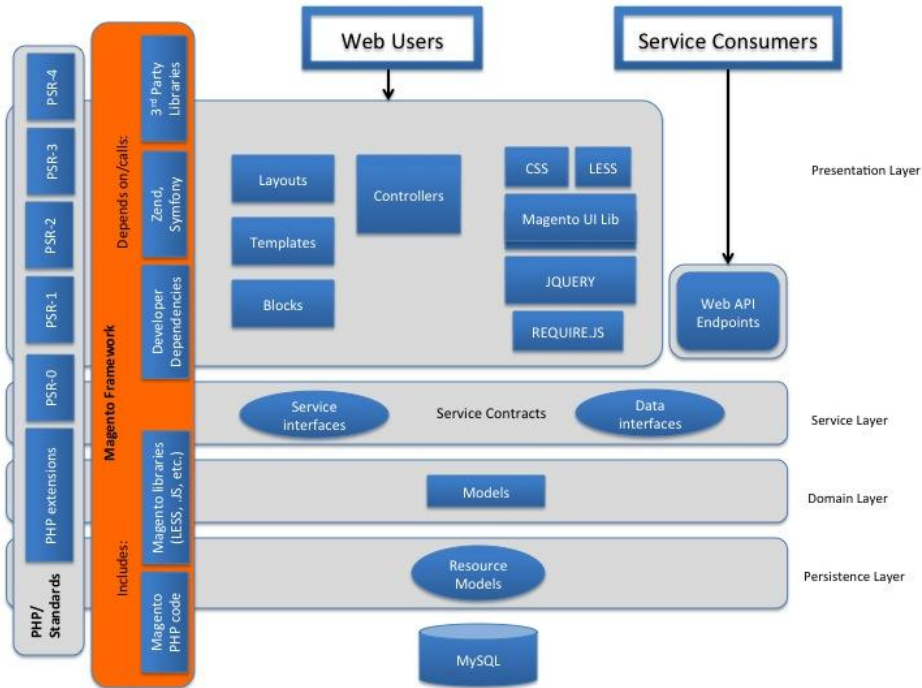 Web Users
Service Consumers
PSR-4
PSR-3
PSR-2
PSR-1
PSR-0
PHP extensions
PHP/
Standards
Magento Framework
Depends on/calls:
3rd Party
Libraries
Zend,
Symfony
Developer
Dependencies
Includes:
Magento libraries
(LESS, .JS, etc.)
Magento
PHP code
Layouts
Templates
Blocks
Controllers
CSS
LESS
Magento UI Lib
JQUERY
REQUIRE.JS
Web API
Endpoints
Presentation Layer
Service
interfaces
Service Contracts
Data
interfaces
Service Layer
Models
Domain Layer
Resource
Models
Persistence Layer
MySQL